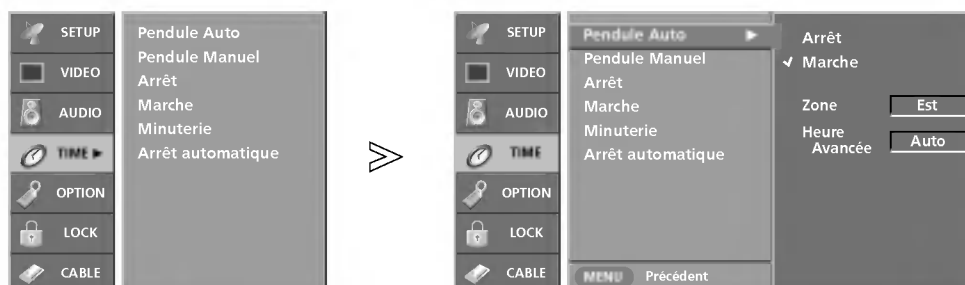 SETUP
VIDEO
AUDIO
TIME
OPTION
LOCK
CABLE
Pendule Auto
Pendule Manuel
Arrêt
Marche
Minuterie
Arrêt automatique
SETUP
VIDEO
AUDIO
TIME
OPTION
LOCK
CABLE
Pendule Auto
Pendule Manuel
Arrêt
Marche
Minuterie
Arrêt automatique
MENU Précédent
Arrêt
Marche
Zone Est
Heure
Avancée Auto